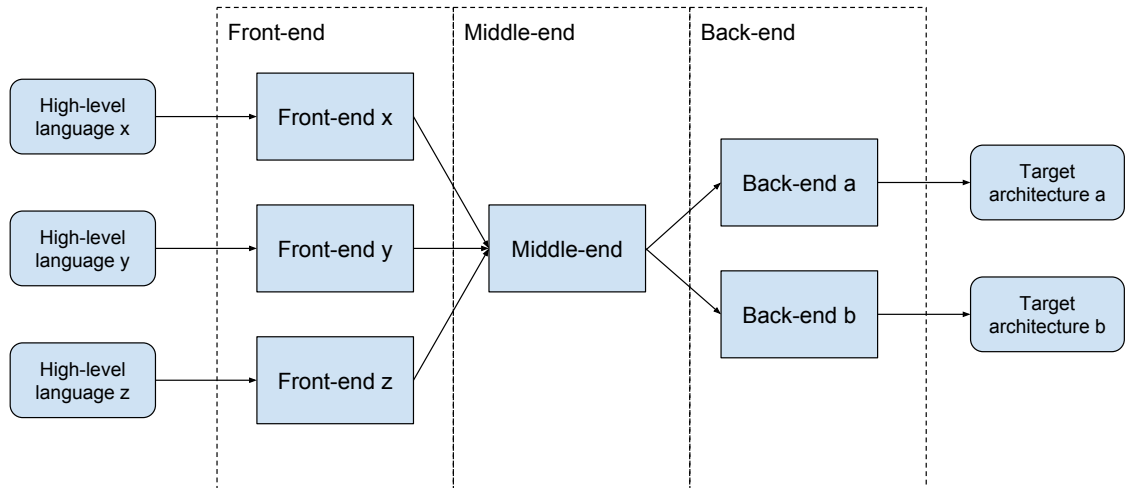 Front-end
Middle-end
Back-end
High-level
language x
Front-end x
High-level
language y
Front-end y
High-level
language z
Front-end z
Middle-end
Back-end a
Target
architecture a
Back-end b
Target
architecture b